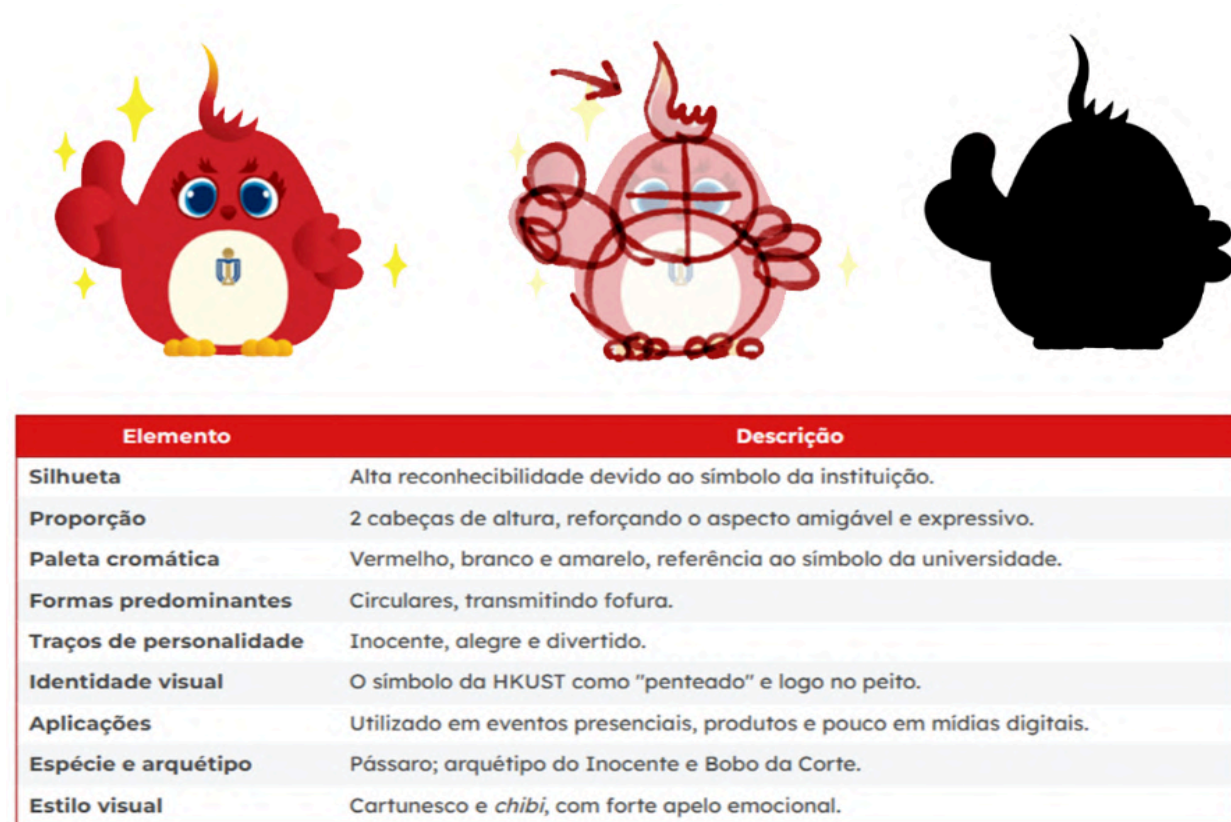 Elemento Descrição
Silhueta Alta reconhecibilidade devido ao símbolo da instituição.
Proporção 2 cabeças de altura, reforçando o aspecto amigável e expressivo.
Paleta cromática Vermelho, branco e amarelo, referência ao símbolo da universidade.
Formas predominantes Circulares, transmitindo fofura.
Traços de personalidade Inocente, alegre e divertido.
Identidade visual O símbolo da HKUST como "penteado" e logo no peito.
Aplicações Utilizado em eventos presenciais, produtos e pouco em mídias digitais.
Espécie e arquétipo Pássaro; arquétipo do Inocente e Bobo da Corte.
Estilo visual Cartunesco e chibi, com forte apelo emocional.